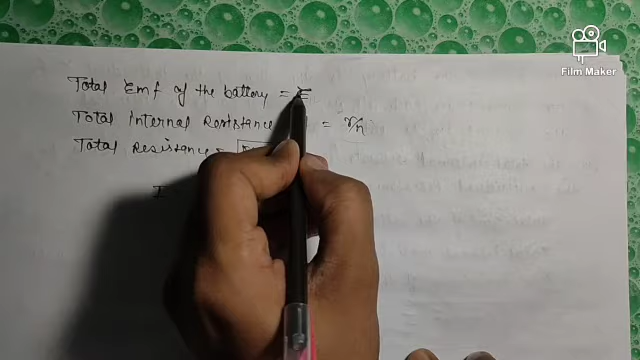 Film Maker
Total Emf of the battery = E
Total Internal Resistance = r/n
Total Resistance =
I